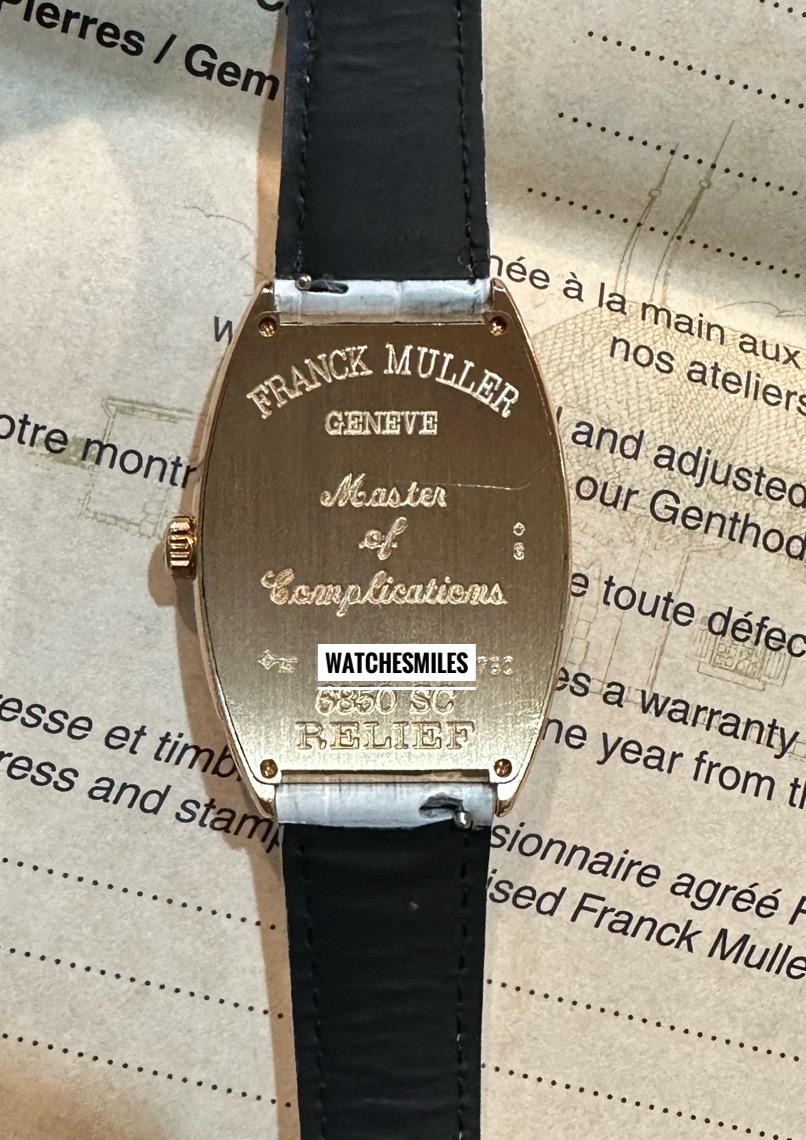 Pierres / Gem
née à la main aux
nos ateliers
and adjusted
our Genthod
otre montr
e toute défec
es a warranty
ne year from th
esse et timb
ress and stamp
sionnaire agréé
ised Franck Mulle
FRANCK MULLER
GENEVE
Master
of
Complications
WATCHESMILES
6850 SC
RELIEF